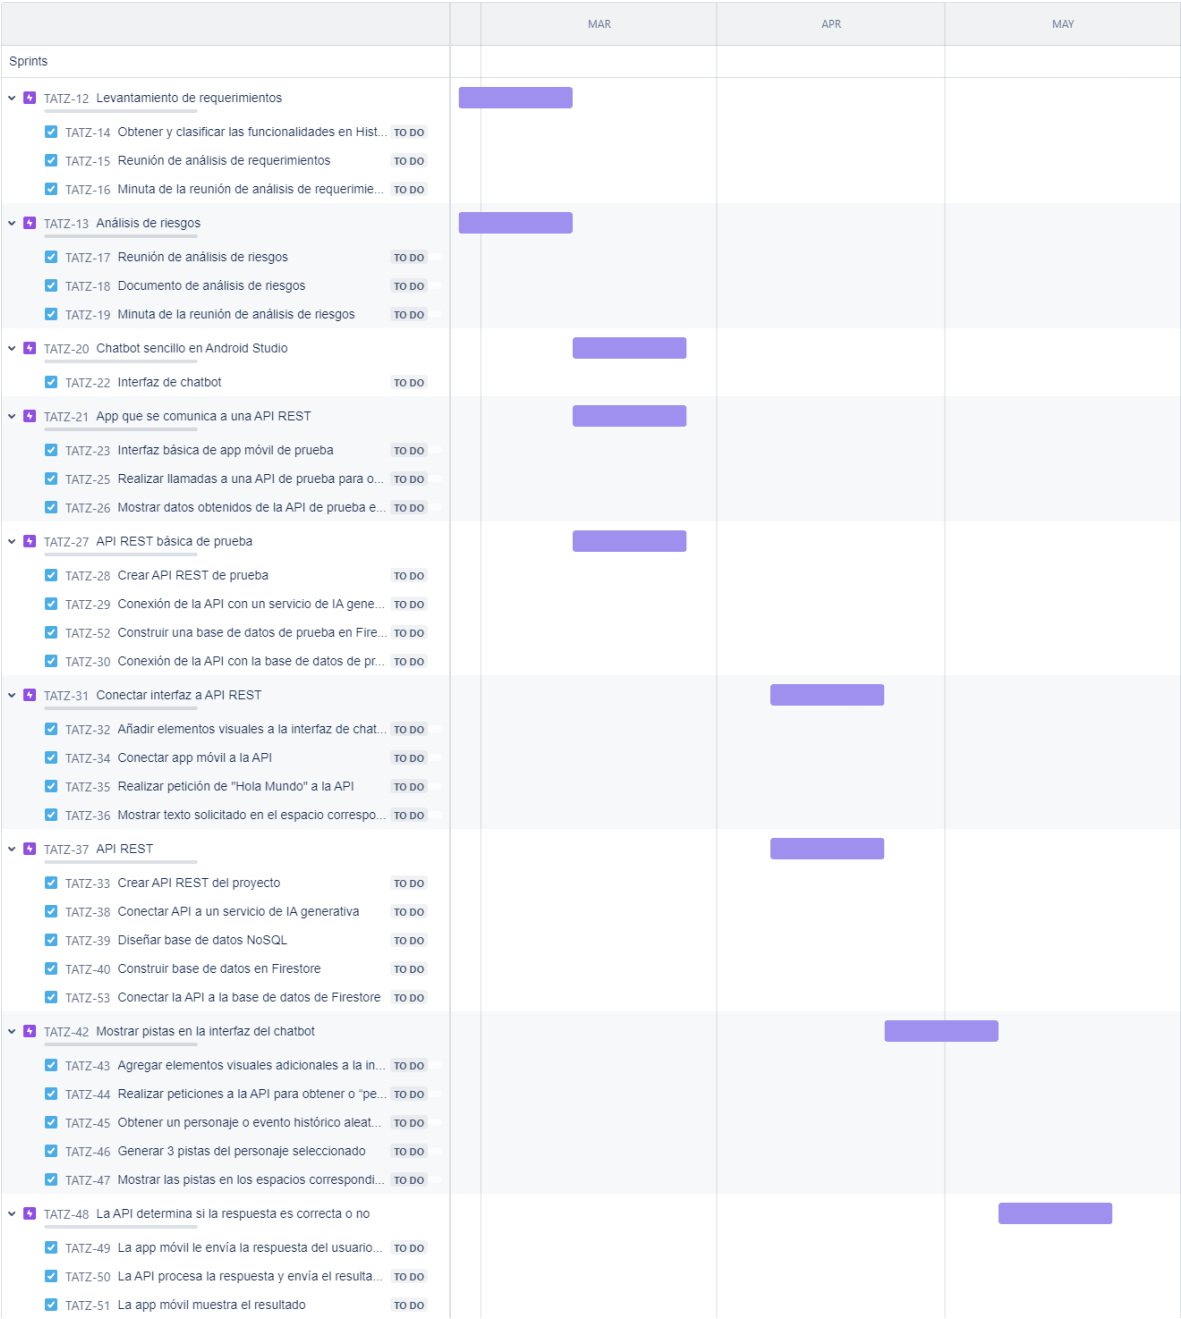 MAR APR MAY
Sprints
TATZ-12 Levantamiento de requerimientos
TATZ-14 Obtener y clasificar las funcionalidades en Hist... TO DO
TATZ-15 Reunión de análisis de requerimientos TO DO
TATZ-16 Minuta de la reunión de análisis de requerimie... TO DO
TATZ-13 Análisis de riesgos
TATZ-17 Reunión de análisis de riesgos TO DO
TATZ-18 Documento de análisis de riesgos TO DO
TATZ-19 Minuta de la reunión de análisis de riesgos TO DO
TATZ-20 Chatbot sencillo en Android Studio
TATZ-22 Interfaz de chatbot TO DO
TATZ-21 App que se comunica a una API REST
TATZ-23 Interfaz básica de app móvil de prueba TO DO
TATZ-25 Realizar llamadas a una API de prueba para o... TO DO
TATZ-26 Mostrar datos obtenidos de la API de prueba e... TO DO
TATZ-27 API REST básica de prueba
TATZ-28 Crear API REST de prueba TO DO
TATZ-29 Conexión de la API con un servicio de IA gene... TO DO
TATZ-52 Construir una base de datos de prueba en Fire... TO DO
TATZ-30 Conexión de la API con la base de datos de pr... TO DO
TATZ-31 Conectar interfaz a API REST
TATZ-32 Añadir elementos visuales a la interfaz de chat... TO DO
TATZ-34 Conectar app móvil a la API TO DO
TATZ-35 Realizar petición de "Hola Mundo" a la API TO DO
TATZ-36 Mostrar texto solicitado en el espacio correspo... TO DO
TATZ-37 API REST
TATZ-33 Crear API REST del proyecto TO DO
TATZ-38 Conectar API a un servicio de IA generativa TO DO
TATZ-39 Diseñar base de datos NoSQL TO DO
TATZ-40 Construir base de datos en Firestore TO DO
TATZ-53 Conectar la API a la base de datos de Firestore TO DO
TATZ-42 Mostrar pistas en la interfaz del chatbot
TATZ-43 Agregar elementos visuales adicionales a la in... TO DO
TATZ-44 Realizar peticiones a la API para obtener o “pe... TO DO
TATZ-45 Obtener un personaje o evento histórico aleat... TO DO
TATZ-46 Generar 3 pistas del personaje seleccionado TO DO
TATZ-47 Mostrar las pistas en los espacios correspondi... TO DO
TATZ-48 La API determina si la respuesta es correcta o no
TATZ-49 La app móvil le envía la respuesta del usuario... TO DO
TATZ-50 La API procesa la respuesta y envía el resulta... TO DO
TATZ-51 La app móvil muestra el resultado TO DO